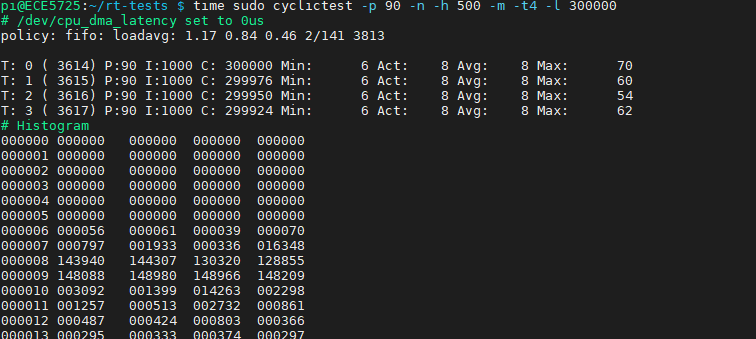 pi@ECE5725:~/rt-tests $ time sudo cyclictest -p 90 -n -h 500 -m -t4 -l 300000
# /dev/cpu_dma_latency set to 0us
policy: fifo: loadavg: 1.17 0.84 0.46 2/141 3813
T: 0 ( 3614) P:90 I:1000 C: 300000 Min:      6 Act:    8 Avg:    8 Max:      70
T: 1 ( 3615) P:90 I:1000 C: 299976 Min:      6 Act:    8 Avg:    8 Max:      60
T: 2 ( 3616) P:90 I:1000 C: 299950 Min:      6 Act:    8 Avg:    8 Max:      54
T: 3 ( 3617) P:90 I:1000 C: 299924 Min:      6 Act:    8 Avg:    8 Max:      62
# Histogram
000000 000000   000000  000000  000000
000001 000000   000000  000000  000000
000002 000000   000000  000000  000000
000003 000000   000000  000000  000000
000004 000000   000000  000000  000000
000005 000000   000000  000000  000000
000006 000056   000061  000039  000070
000007 000797   001933  000336  016348
000008 143940   144307  130320  128855
000009 148088   148980  148966  148209
000010 003092   001399  014263  002298
000011 001257   000513  002732  000861
000012 000487   000424  000803  000366
000013 000295   000333  000374  000297